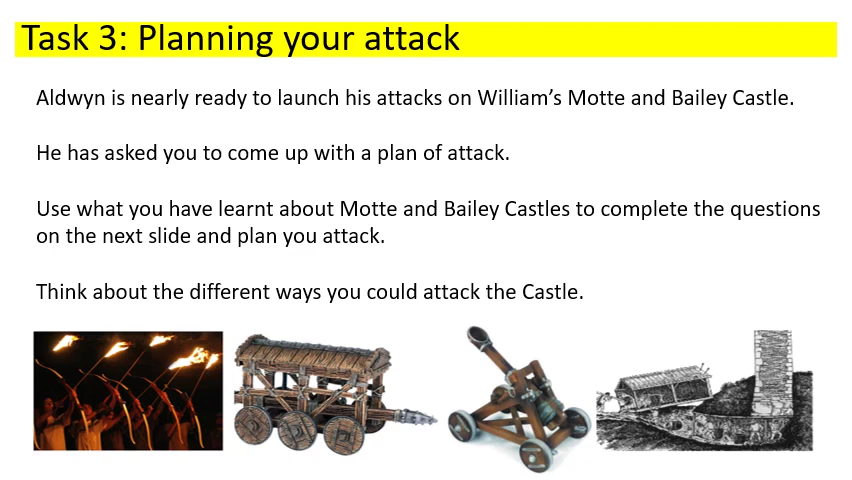 Task 3: Planning your attack
Aldwyn is nearly ready to launch his attacks on William’s Motte and Bailey Castle.
He has asked you to come up with a plan of attack.
Use what you have learnt about Motte and Bailey Castles to complete the questions
on the next slide and plan you attack.
Think about the different ways you could attack the Castle.